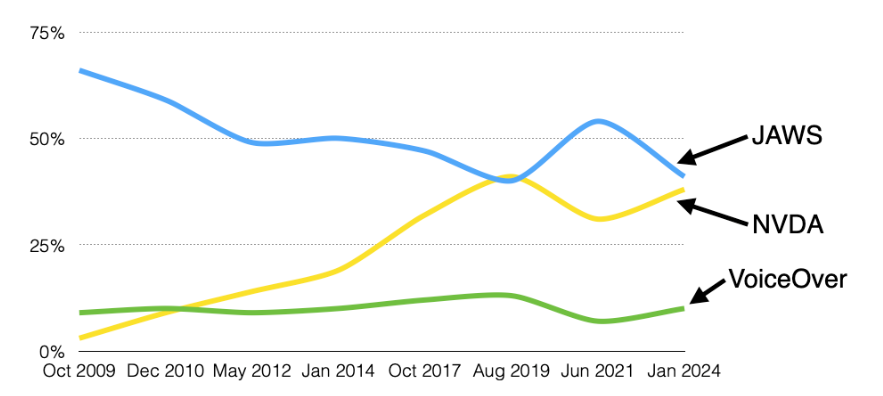 75%
50%
25%
0%
JAWS
NVDA
VoiceOver
Oct 2009 Dec 2010 May 2012 Jan 2014 Oct 2017 Aug 2019 Jun 2021 Jan 2024